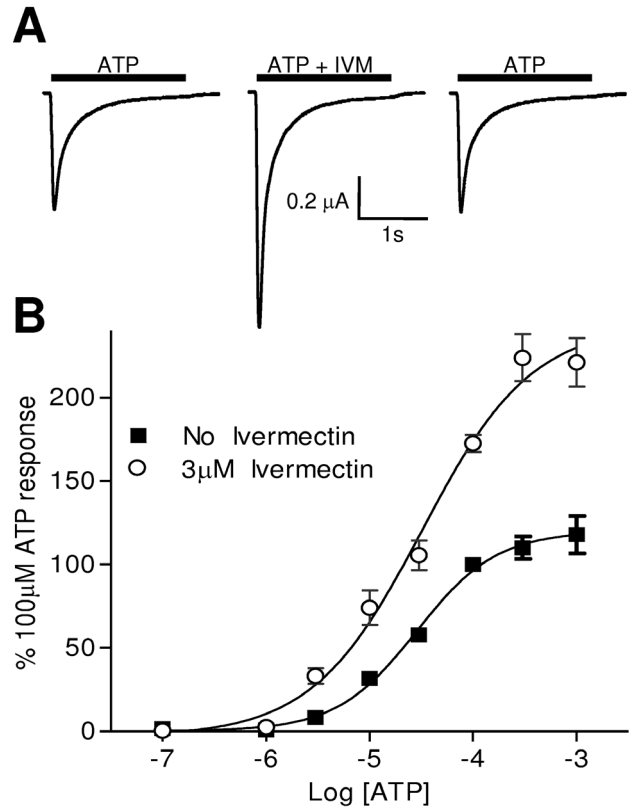 A
ATP
ATP + IVM
ATP
0.2 μA
1s
B
% 100μM ATP response
200
150
100
50
0
No Ivermectin
3μM Ivermectin
-7
-6
-5
-4
-3
Log [ATP]